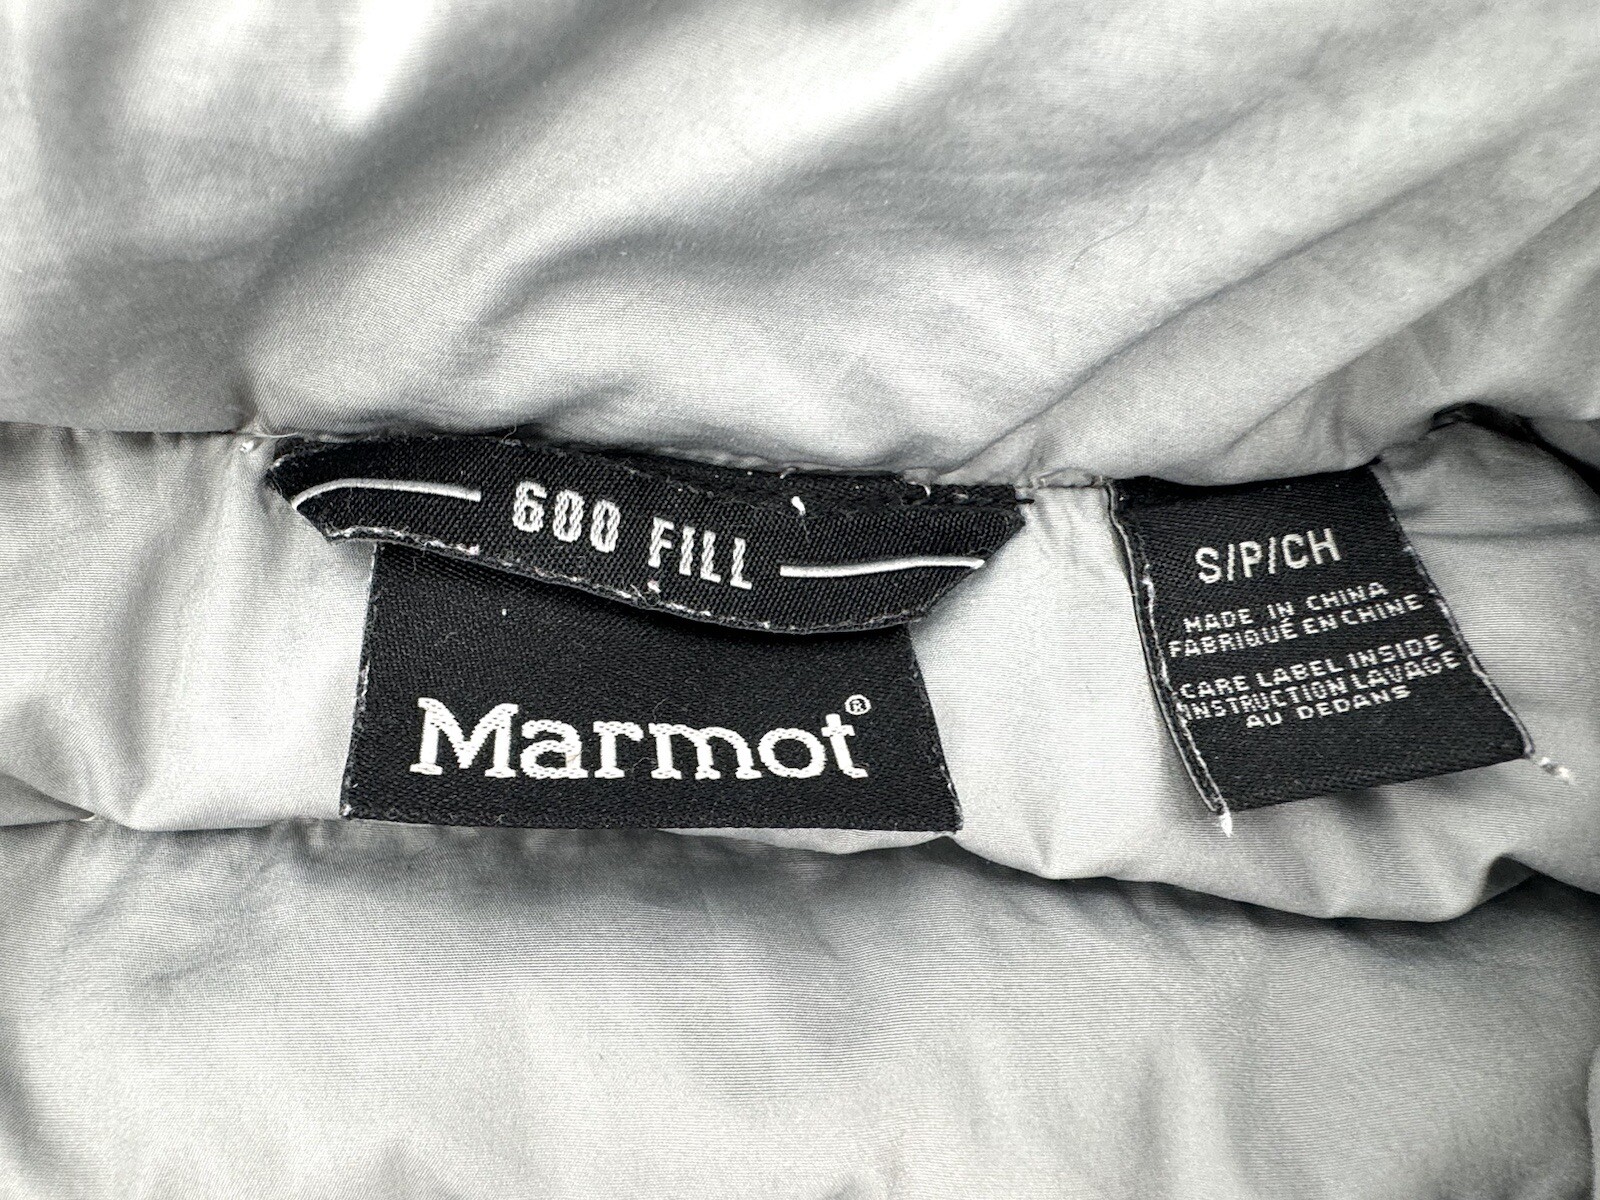 600 FILL
Marmot®
S/P/CH
MADE IN CHINA
FABRIQUÉ EN CHINE
CARE LABEL INSIDE
INSTRUCTION LAVAGE
AU DEDANS